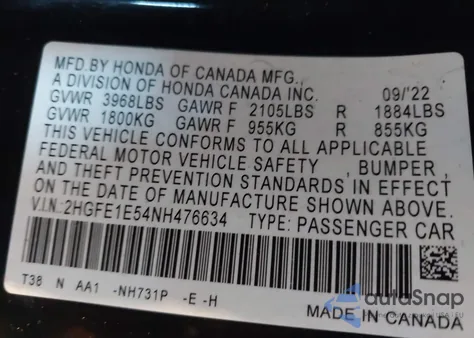 MFD.BY HONDA OF CANADA MFG.,
A DIVISION OF HONDA CANADA INC. 09/'22
GVWR 3968LBS GAWR F 2105LBS R 1884LBS
GVWR 1800KG GAWR F 955KG R 855KG
THIS VEHICLE CONFORMS TO ALL APPLICABLE
FEDERAL MOTOR VEHICLE SAFETY , BUMPER ,
AND THEFT PREVENTION STANDARDS IN EFFECT
ON THE DATE OF MANUFACTURE SHOWN ABOVE.
V.I.N:2HGFE1E54NH476634 TYPE: PASSENGER CAR
T38 N AA1 -NH731P -E -H
MADE IN CANADA
autoSnap